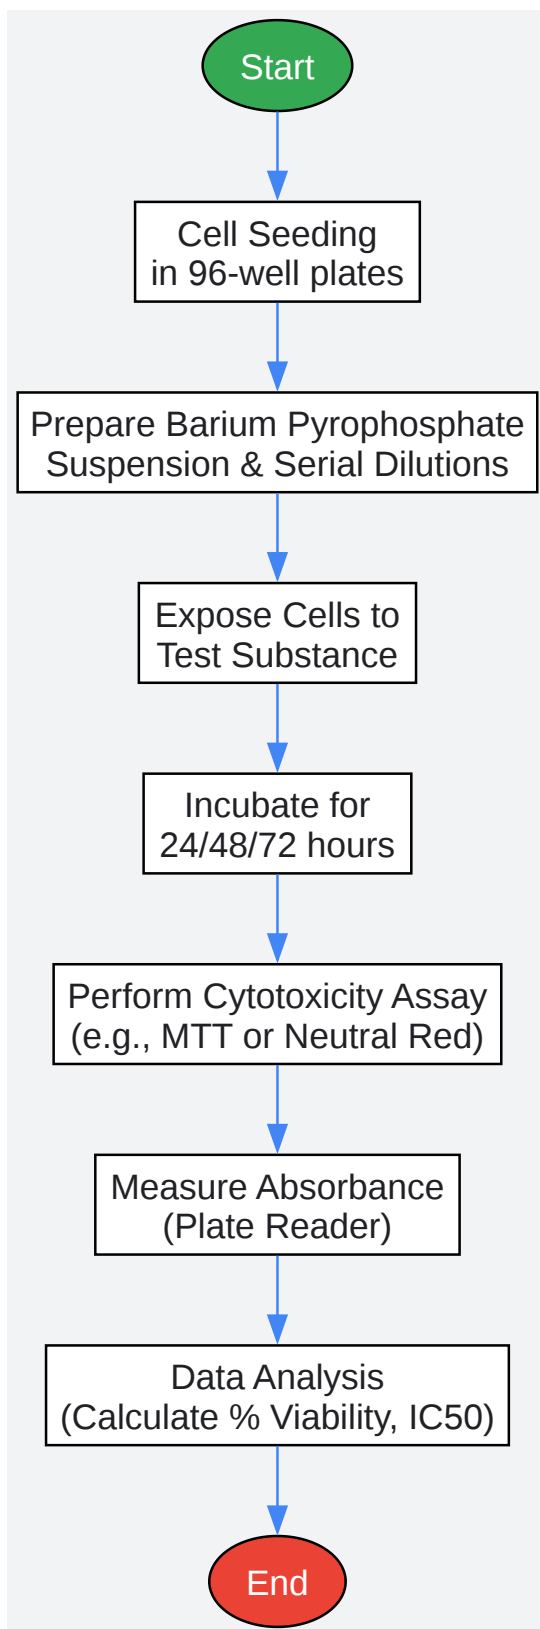 Start
Cell Seeding
in 96-well plates
Prepare Barium Pyrophosphate
Suspension & Serial Dilutions
Expose Cells to
Test Substance
Incubate for
24/48/72 hours
Perform Cytotoxicity Assay
(e.g., MTT or Neutral Red)
Measure Absorbance
(Plate Reader)
Data Analysis
(Calculate % Viability, IC50)
End